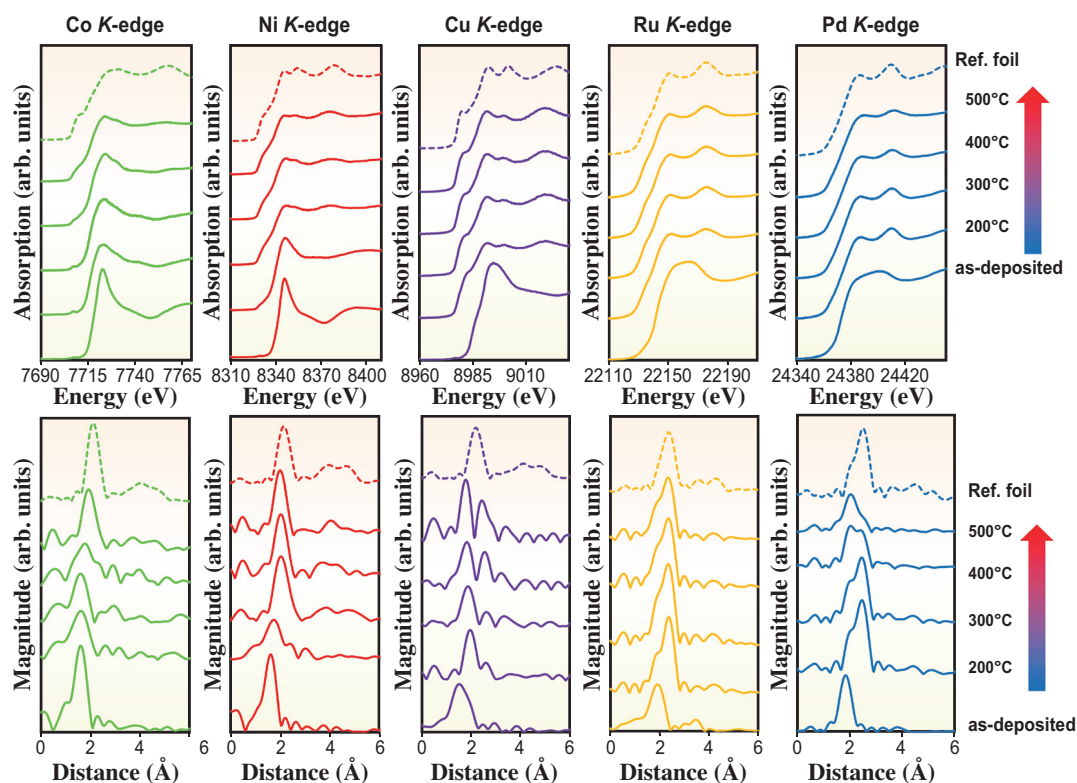 Co K-edge
Ni K-edge
Cu K-edge
Ru K-edge
Pd K-edge
Absorption (arb. units)
Absorption (arb. units)
Absorption (arb. units)
Absorption (arb. units)
Absorption (arb. units)
Ref. foil
500°C
400°C
300°C
200°C
as-deposited
7690 7715 7740 7765
8310 8340 8370 8400
8960 8985 9010
22110 22150 22190
24340 24380 24420
Energy (eV)
Energy (eV)
Energy (eV)
Energy (eV)
Energy (eV)
Magnitude (arb. units)
Magnitude (arb. units)
Magnitude (arb. units)
Magnitude (arb. units)
Magnitude (arb. units)
Ref. foil
500°C
400°C
300°C
200°C
as-deposited
0 2 4 6
0 2 4 6
0 2 4 6
0 2 4 6
0 2 4 6
Distance (Å)
Distance (Å)
Distance (Å)
Distance (Å)
Distance (Å)